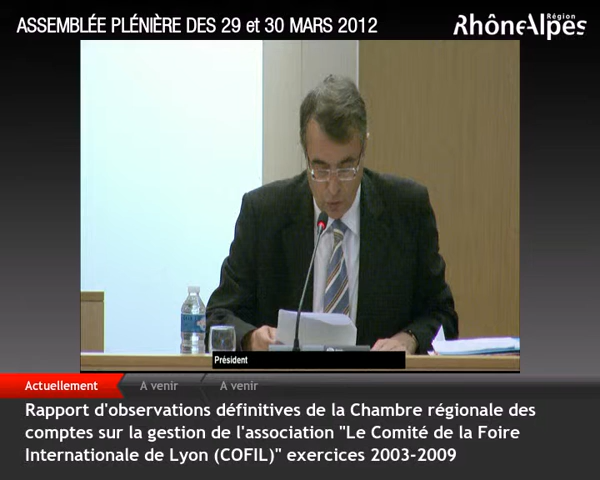 ASSEMBLÉE PLÉNIÈRE DES 29 et 30 MARS 2012
Région
RhôneAlpes
Président
Actuellement
A venir
A venir
Rapport d'observations définitives de la Chambre régionale des
comptes sur la gestion de l'association "Le Comité de la Foire
Internationale de Lyon (COFIL)" exercices 2003-2009